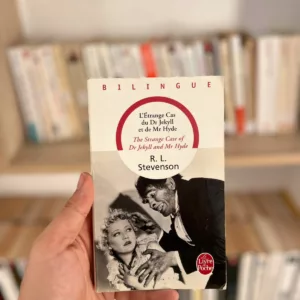 BILINGUE
L'Étrange Cas
du Dr Jekyll
et de Mr Hyde
The Strange Case of
Dr Jekyll and Mr Hyde
R. L.
Stevenson
Le Livre
de Poche